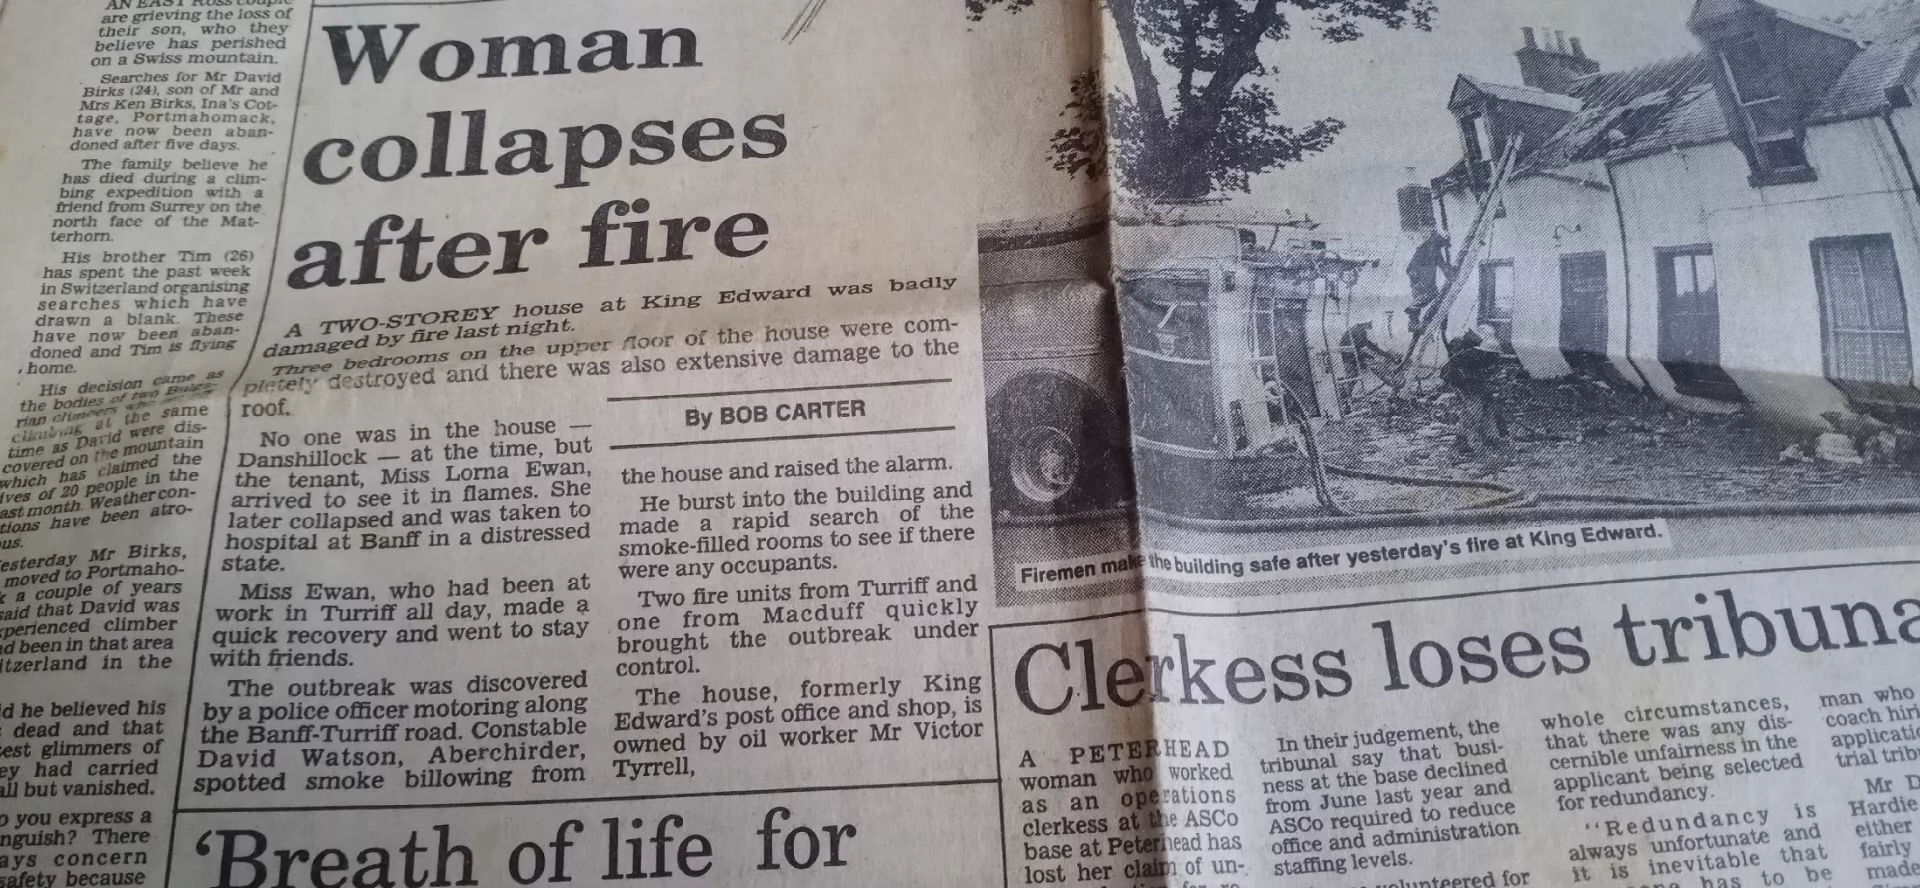 AN EAST Ross couple
are grieving the loss of
their son, who they
believe has perished
on a Swiss mountain.
Searches for Mr David
Birks (24), son of Mr and
Mrs Ken Birks, Ina's Cot-
tage, Portmahomack,
have now been aban-
doned after five days.
The family believe he
has died during a clim-
bing expedition with a
friend from Surrey on the
north face of the Mat-
terhorn.
His brother Tim (26)
has spent the past week
in Switzerland organising
searches which have
drawn a blank. These
have now been aban-
doned and Tim is flying
home.
His decision came as
the bodies of two
climbing at the same
time as David were dis-
covered on the mountain
which has claimed the
ives of 20 people in the
ast month. Weather con-
tions have been atro-
us.
esterday Mr Birks,
moved to Portmaho-
a couple of years
said that David was
xperienced climber
d been in that area
itzerland in the
d he believed his
dead and that
est glimmers of
ey had carried
all but vanished.
o you express a
nguish? There
ays concern
safety because
Woman
collapses
after fire
A TWO-STOREY house at King Edward was badly
damaged by fire last night.
Three bedrooms on the upper floor of the house were com-
pletely destroyed and there was also extensive damage to the
roof.
By BOB CARTER
No one was in the house —
Danshillock — at the time, but
the tenant, Miss Lorna Ewan,
arrived to see it in flames. She
later collapsed and was taken to
hospital at Banff in a distressed
state.
Miss Ewan, who had been at
work in Turriff all day, made a
quick recovery and went to stay
with friends.
The outbreak was discovered
by a police officer motoring along
the Banff-Turriff road. Constable
David Watson, Aberchirder,
spotted smoke billowing from
the house and raised the alarm.
He burst into the building and
made a rapid search of the
smoke-filled rooms to see if there
were any occupants.
Two fire units from Turriff and
one from Macduff quickly
brought the outbreak under
control.
The house, formerly King
Edward's post office and shop, is
owned by oil worker Mr Victor
Tyrrell,
Firemen make the building safe after yesterday's fire at King Edward.
'Breath of life for
Clerkess loses tribuna
A PETERHEAD
woman who worked
as an operations
clerkess at the ASCo
base at Peterhead has
lost her claim of un-
In their judgement, the
tribunal say that busi-
ness at the base declined
from June last year and
ASCo required to reduce
office and administration
staffing levels.
volunteered for
whole circumstances,
that there was any dis-
cernible unfairness in the
applicant being selected
for redundancy.
"Redundancy is
always unfortunate and
it is inevitable that
has to be
man who
coach hiri
applicatio
trial trib
Mr D
Hardie
either
fairly
made